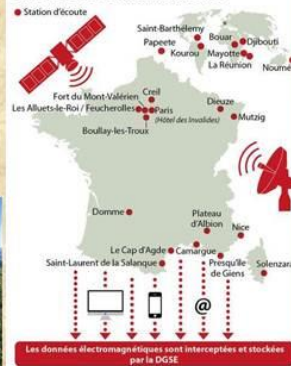 Station d'écoute
Saint-Barthélemy
Papeete
Bouar
Djibouti
Kourou
Mayotte
La Réunion
Nouméa
Fort du Mont-Valérien
Creil
Les Alluets-le-Roi / Feucherolles
Paris
(Hôtel des Invalides)
Dieuze
Mutzig
Boullay-les-Troux
Domme
Plateau
d'Albion
Nice
Le Cap d'Agde
Camargue
Saint-Laurent de la Salanque
Presqu'île
de Giens
Solenzara
@
Les données électromagnétiques sont interceptées et stockées
par la DGSE